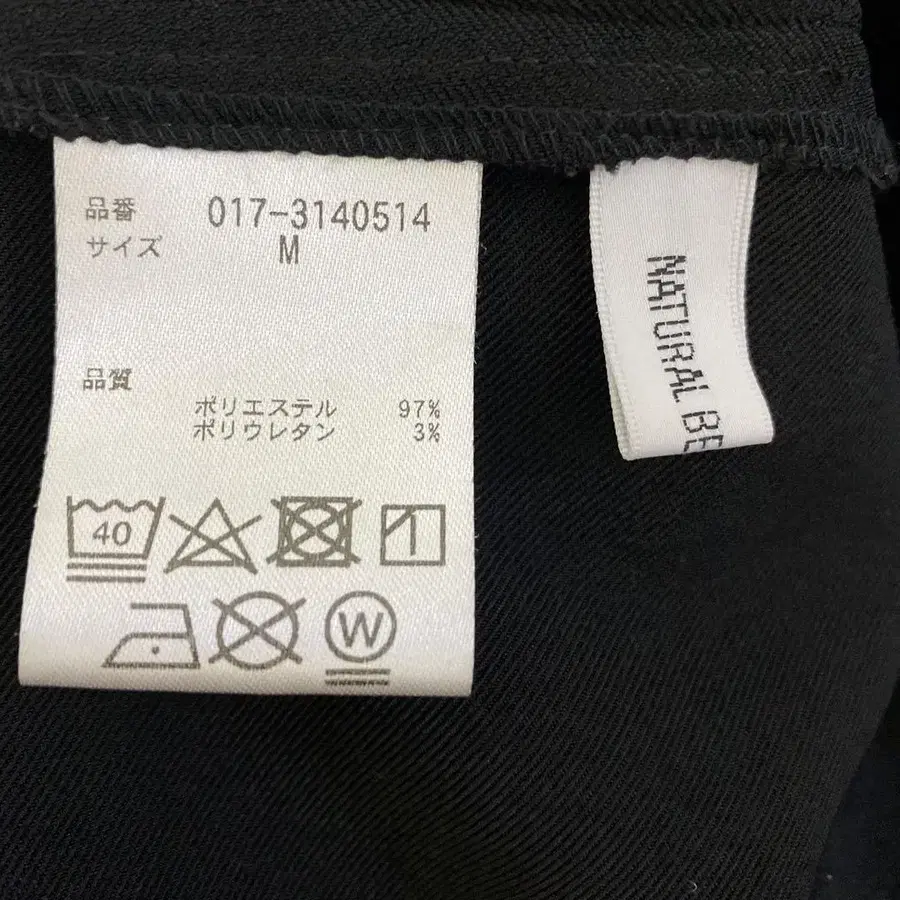 品番 017-3140514
サイズ M
品質
ポリエステル 97%
ポリウレタン 3%
40
W
NATURAL BE